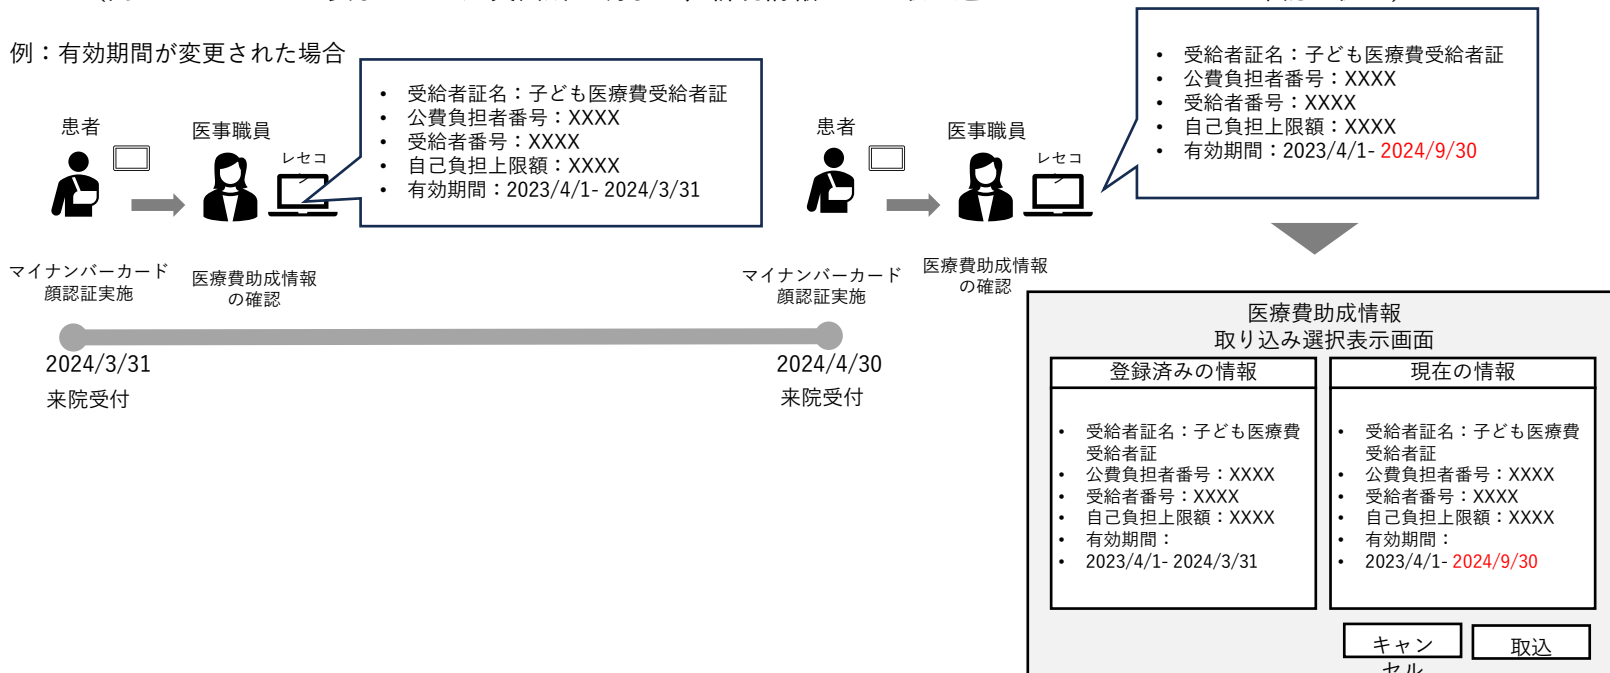 例：有効期間が変更された場合
患者
医事職員
レセコ
ン
• 受給者証名：子ども医療費受給者証
• 公費負担者番号：XXXX
• 受給者番号：XXXX
• 自己負担上限額：XXXX
• 有効期間：2023/4/1- 2024/3/31
マイナンバーカード
顔認証実施
医療費助成情報
の確認
2024/3/31
来院受付
患者
医事職員
レセコ
ン
• 受給者証名：子ども医療費受給者証
• 公費負担者番号：XXXX
• 受給者番号：XXXX
• 自己負担上限額：XXXX
• 有効期間：2023/4/1- 2024/9/30
マイナンバーカード
顔認証実施
医療費助成情報
の確認
2024/4/30
来院受付
医療費助成情報
取り込み選択表示画面
登録済みの情報
• 受給者証名：子ども医療費
受給者証
• 公費負担者番号：XXXX
• 受給者番号：XXXX
• 自己負担上限額：XXXX
• 有効期間：
• 2023/4/1- 2024/3/31
現在の情報
• 受給者証名：子ども医療費
受給者証
• 公費負担者番号：XXXX
• 受給者番号：XXXX
• 自己負担上限額：XXXX
• 有効期間：
• 2023/4/1- 2024/9/30
キャン
セル
取込